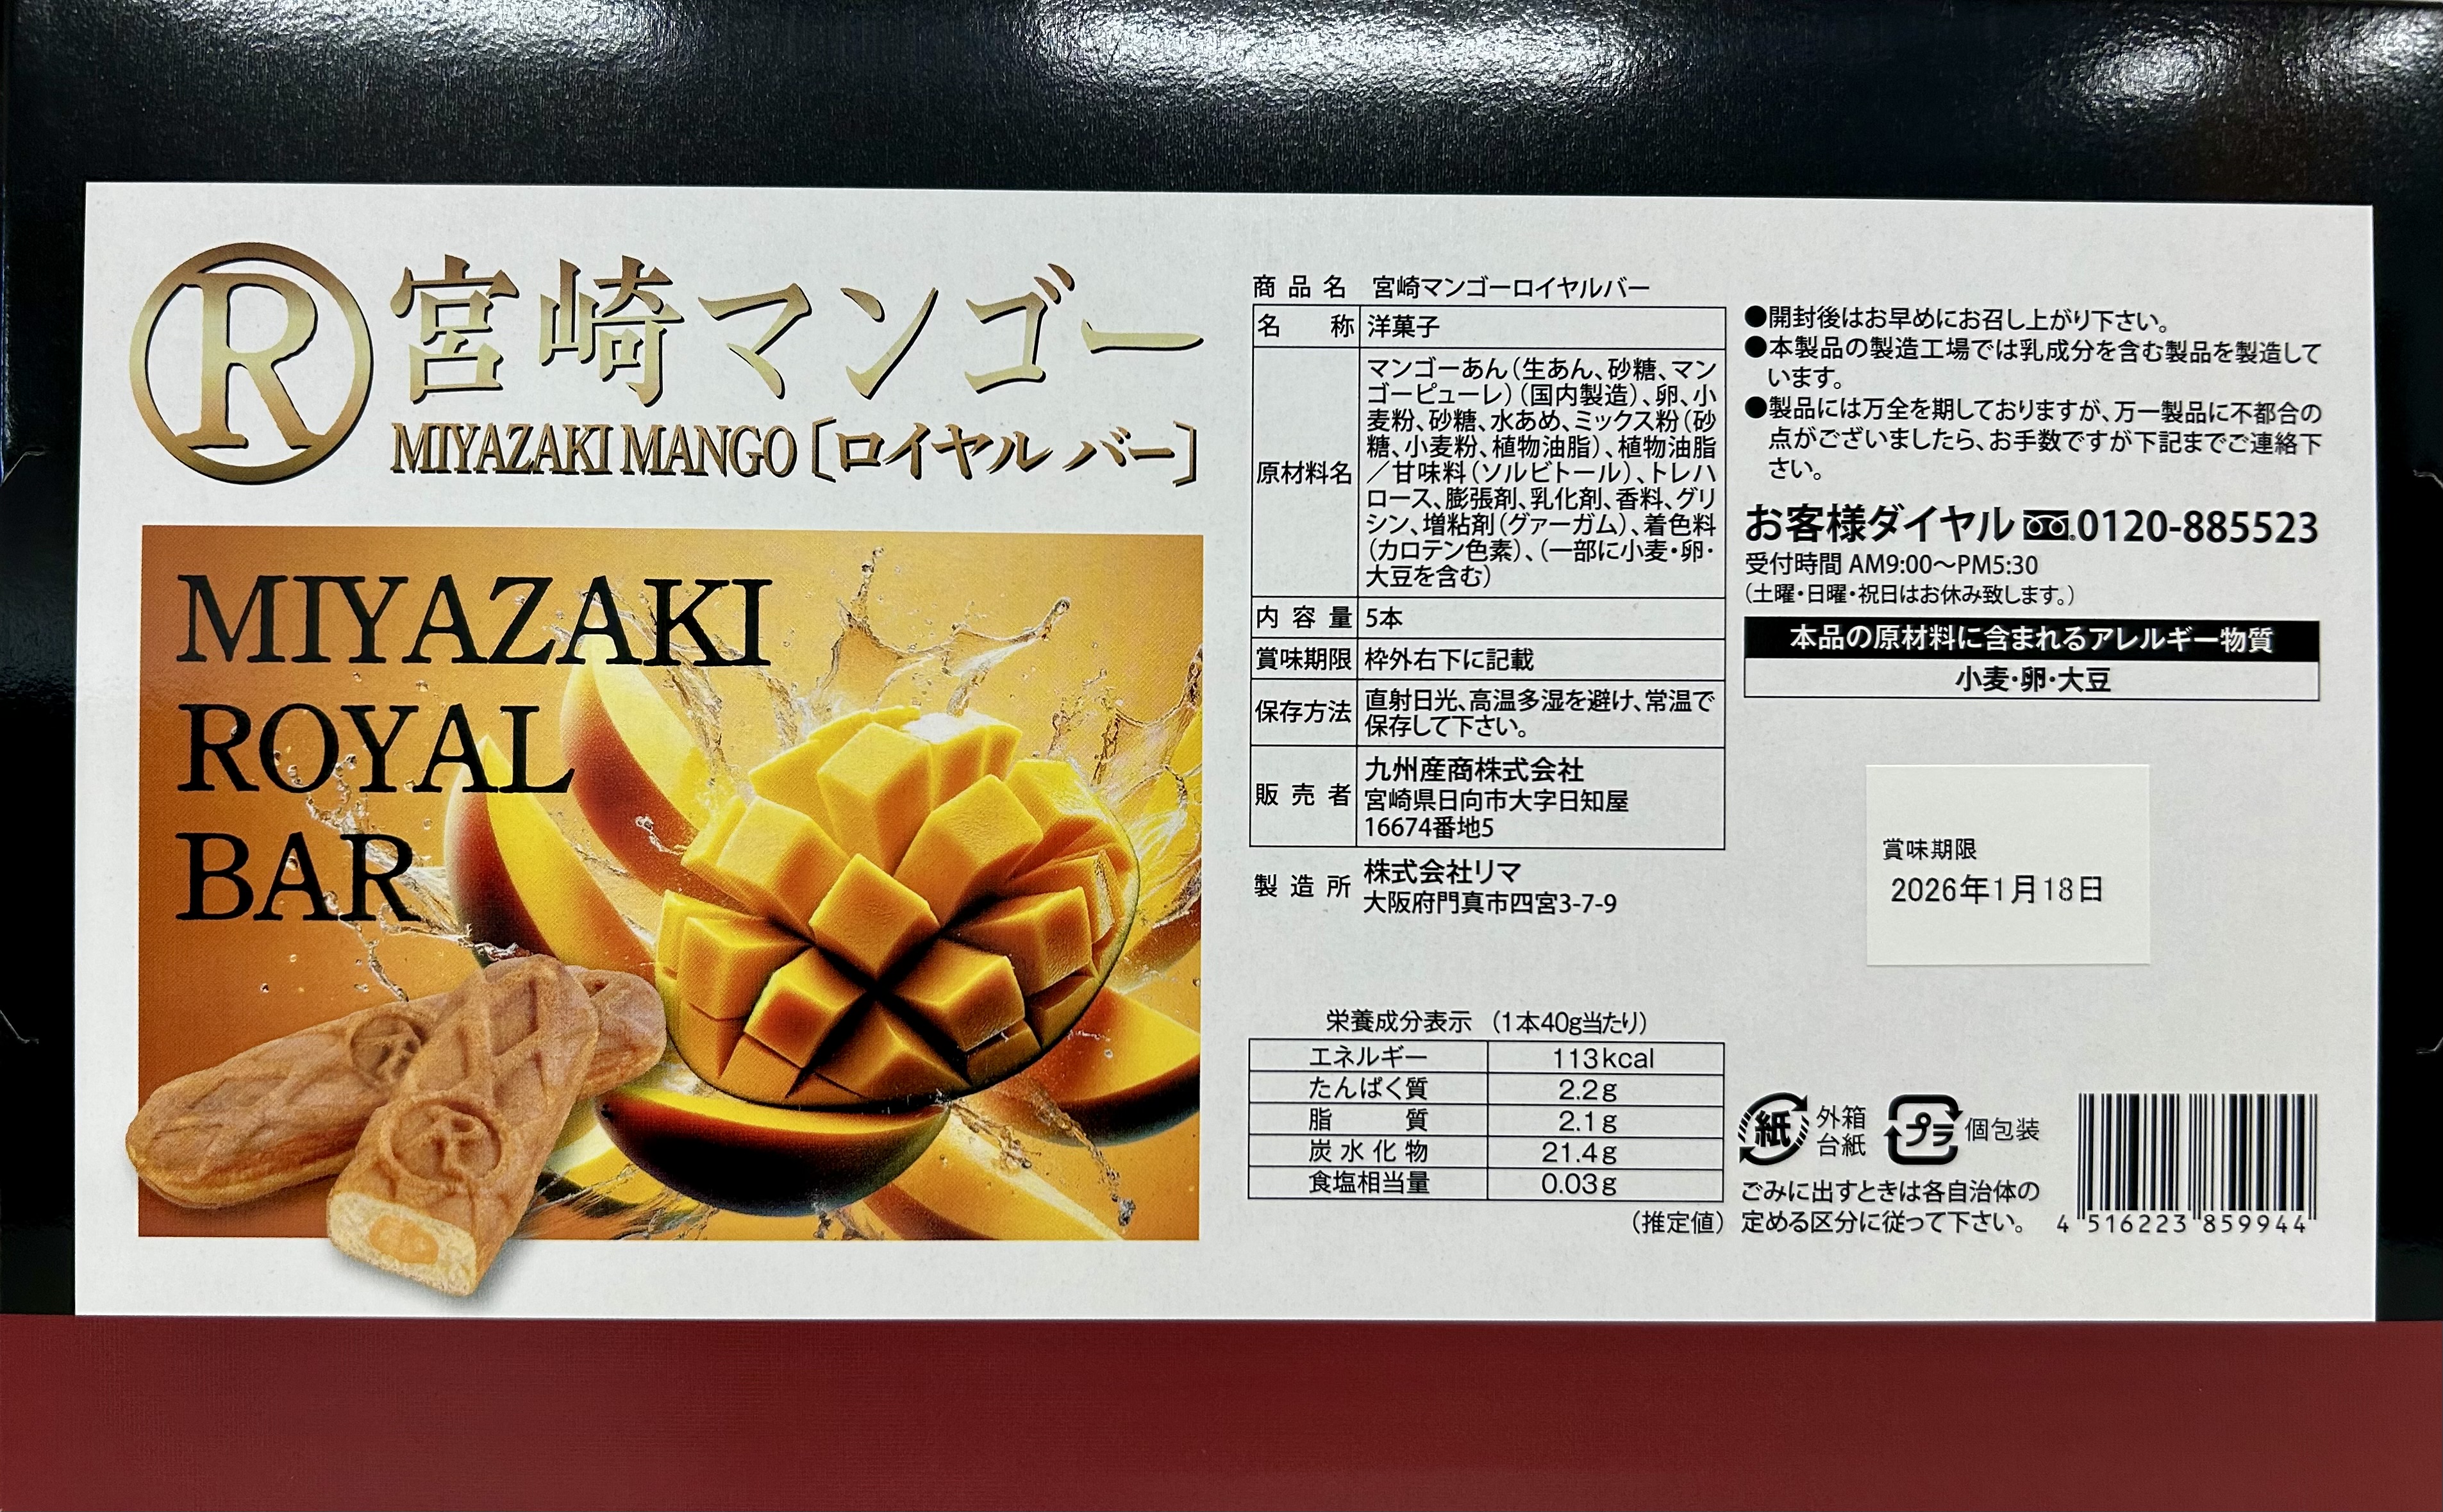 R
宮崎マンゴー
MIYAZAKI MANGO〔ロイヤル バー〕
MIYAZAKI
ROYAL
BAR
商品名 宮崎マンゴーロイヤルバー
名称 洋菓子
原材料名
マンゴーあん(生あん、砂糖、マン
ゴーピューレ)(国内製造)、卵、小
麦粉、砂糖、水あめ、ミックス粉(砂
糖、小麦粉、植物油脂)、植物油脂
/甘味料(ソルビトール)、トレハ
ロース、膨張剤、乳化剤、香料、グリ
シン、増粘剤(グァーガム)、着色料
(カロテン色素)、(一部に小麦・卵・
大豆を含む)
内容量 5本
賞味期限 枠外右下に記載
保存方法
直射日光、高温多湿を避け、常温で
保存して下さい。
販売者
九州産商株式会社
宮崎県日向市大字日知屋
16674番地5
製造所
株式会社リマ
大阪府門真市四宮3-7-9
栄養成分表示 (1本40g当たり)
エネルギー 113kcal
たんぱく質 2.2g
脂質 2.1g
炭水化物 21.4g
食塩相当量 0.03g
(推定値)
●開封後はお早めにお召し上がり下さい。
●本製品の製造工場では乳成分を含む製品を製造して
います。
●製品には万全を期しておりますが、万一製品に不都合の
点がございましたら、お手数ですが下記までご連絡下
さい。
お客様ダイヤル 0120-885523
受付時間 AM9:00〜PM5:30
(土曜・日曜・祝日はお休み致します。)
本品の原材料に含まれるアレルギー物質
小麦・卵・大豆
賞味期限
2026年1月18日
紙 外箱
台紙
プラ 個包装
ごみに出すときは各自治体の
定める区分に従って下さい。
4 516223 859944